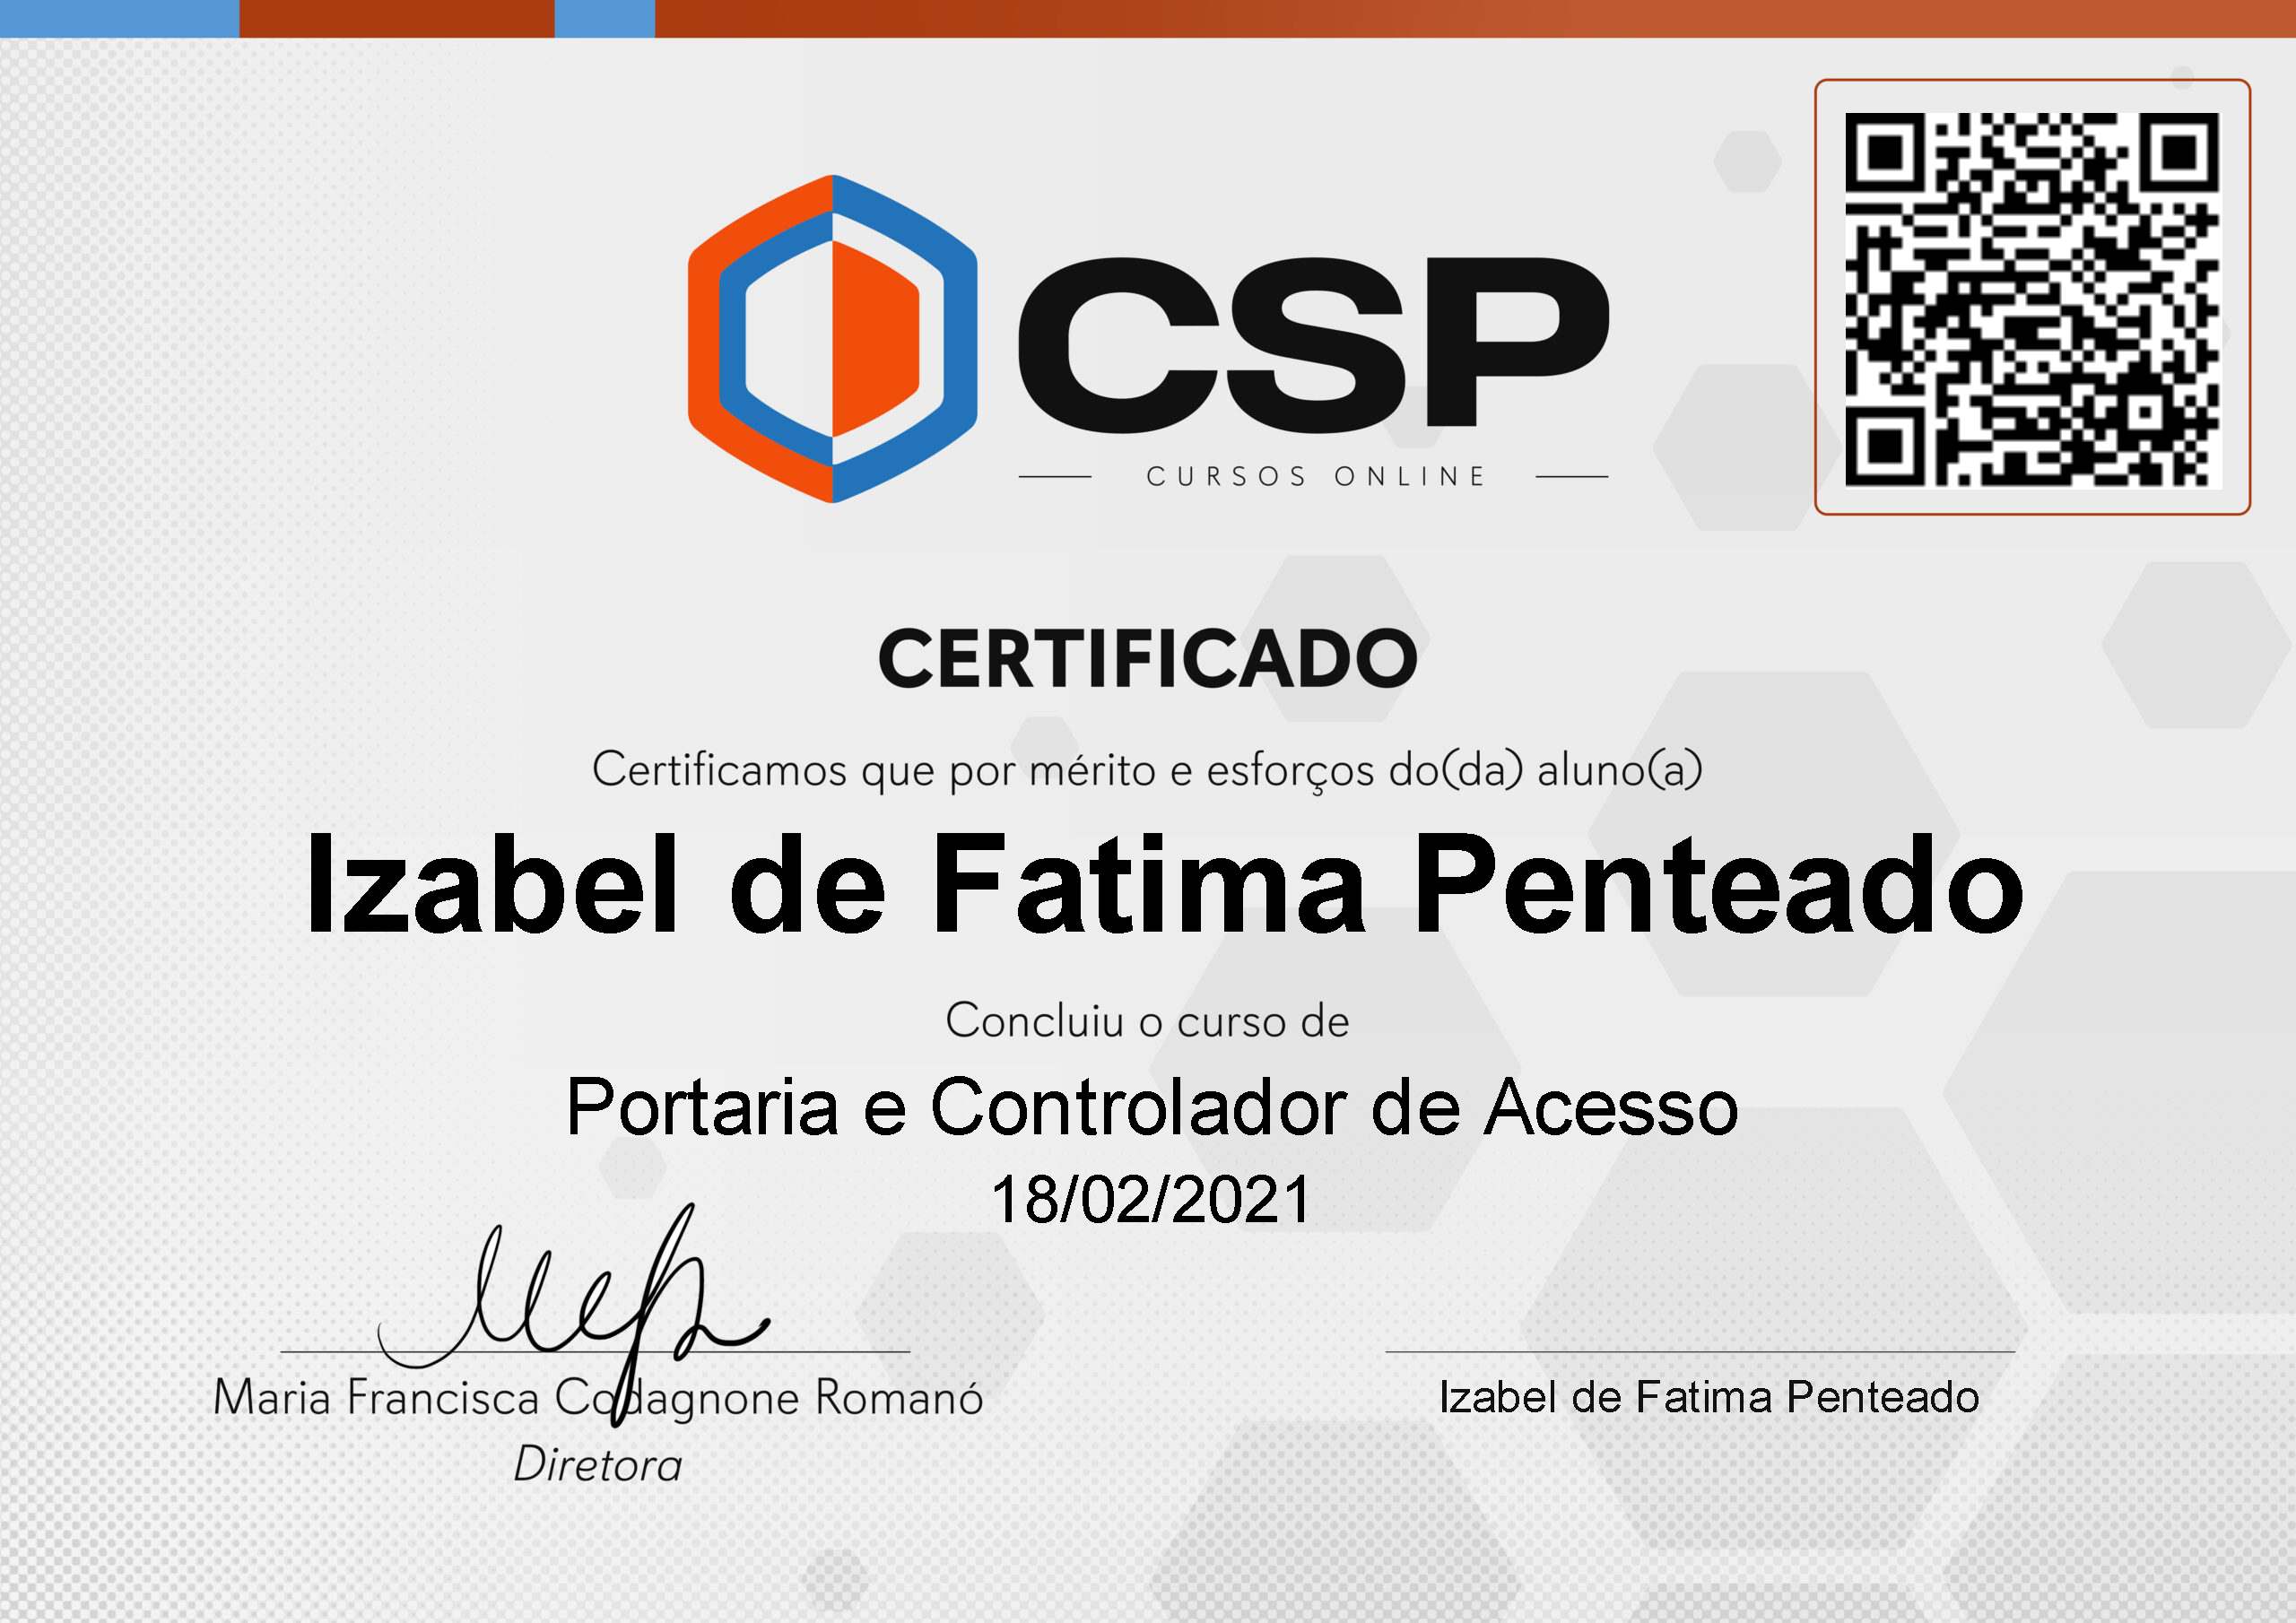 CSP
CURSOS ONLINE
CERTIFICADO
Certificamos que por mérito e esforços do(da) aluno(a)
Izabel de Fatima Penteado
Concluiu o curso de
Portaria e Controlador de Acesso
18/02/2021
Maria Francisca Codagnone Romanó
Diretora
Izabel de Fatima Penteado